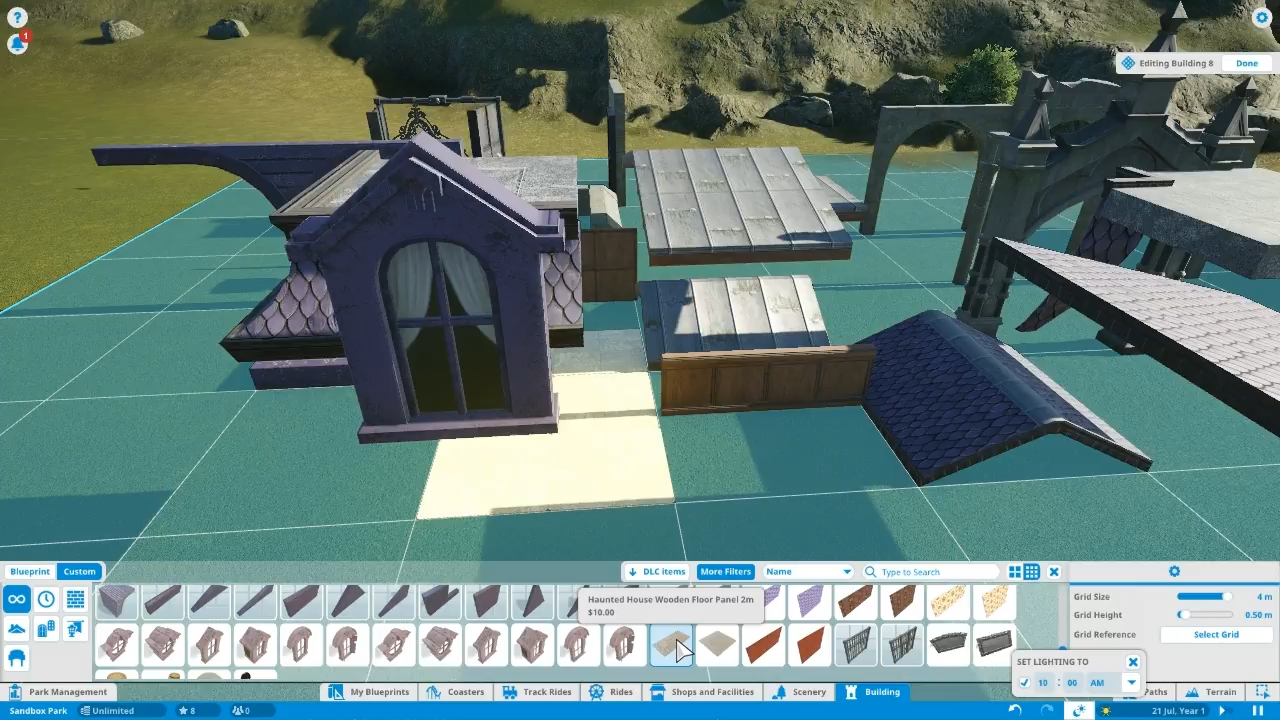 ?
1
Editing Building 8
Done
Blueprint
Custom
DLC items
More Filters
Name
Type to Search
Haunted House Wooden Floor Panel 2m
$10.00
Grid Size
4 m
Grid Height
0.50 m
Grid Reference
Select Grid
SET LIGHTING TO
10 : 00 AM
Park Management
My Blueprints
Coasters
Track Rides
Rides
Shops and Facilities
Scenery
Building
Paths
Terrain
Sandbox Park
Unlimited
8
0
21 Jul, Year 1